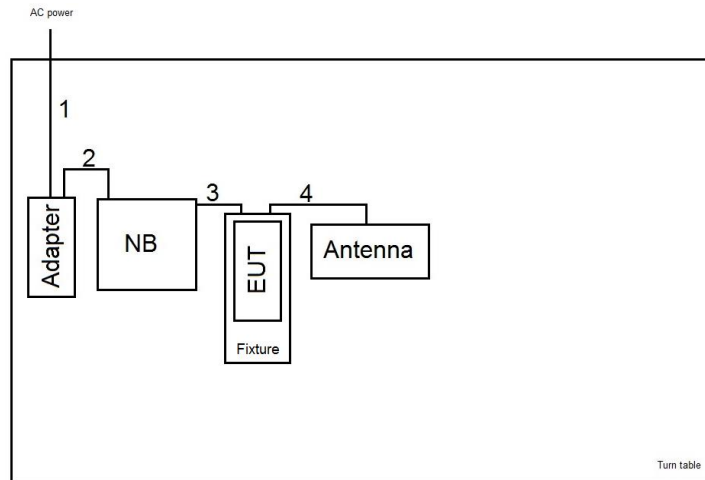 AC power
1
2
3
4
Adapter
NB
EUT
Antenna
Fixture
Turn table